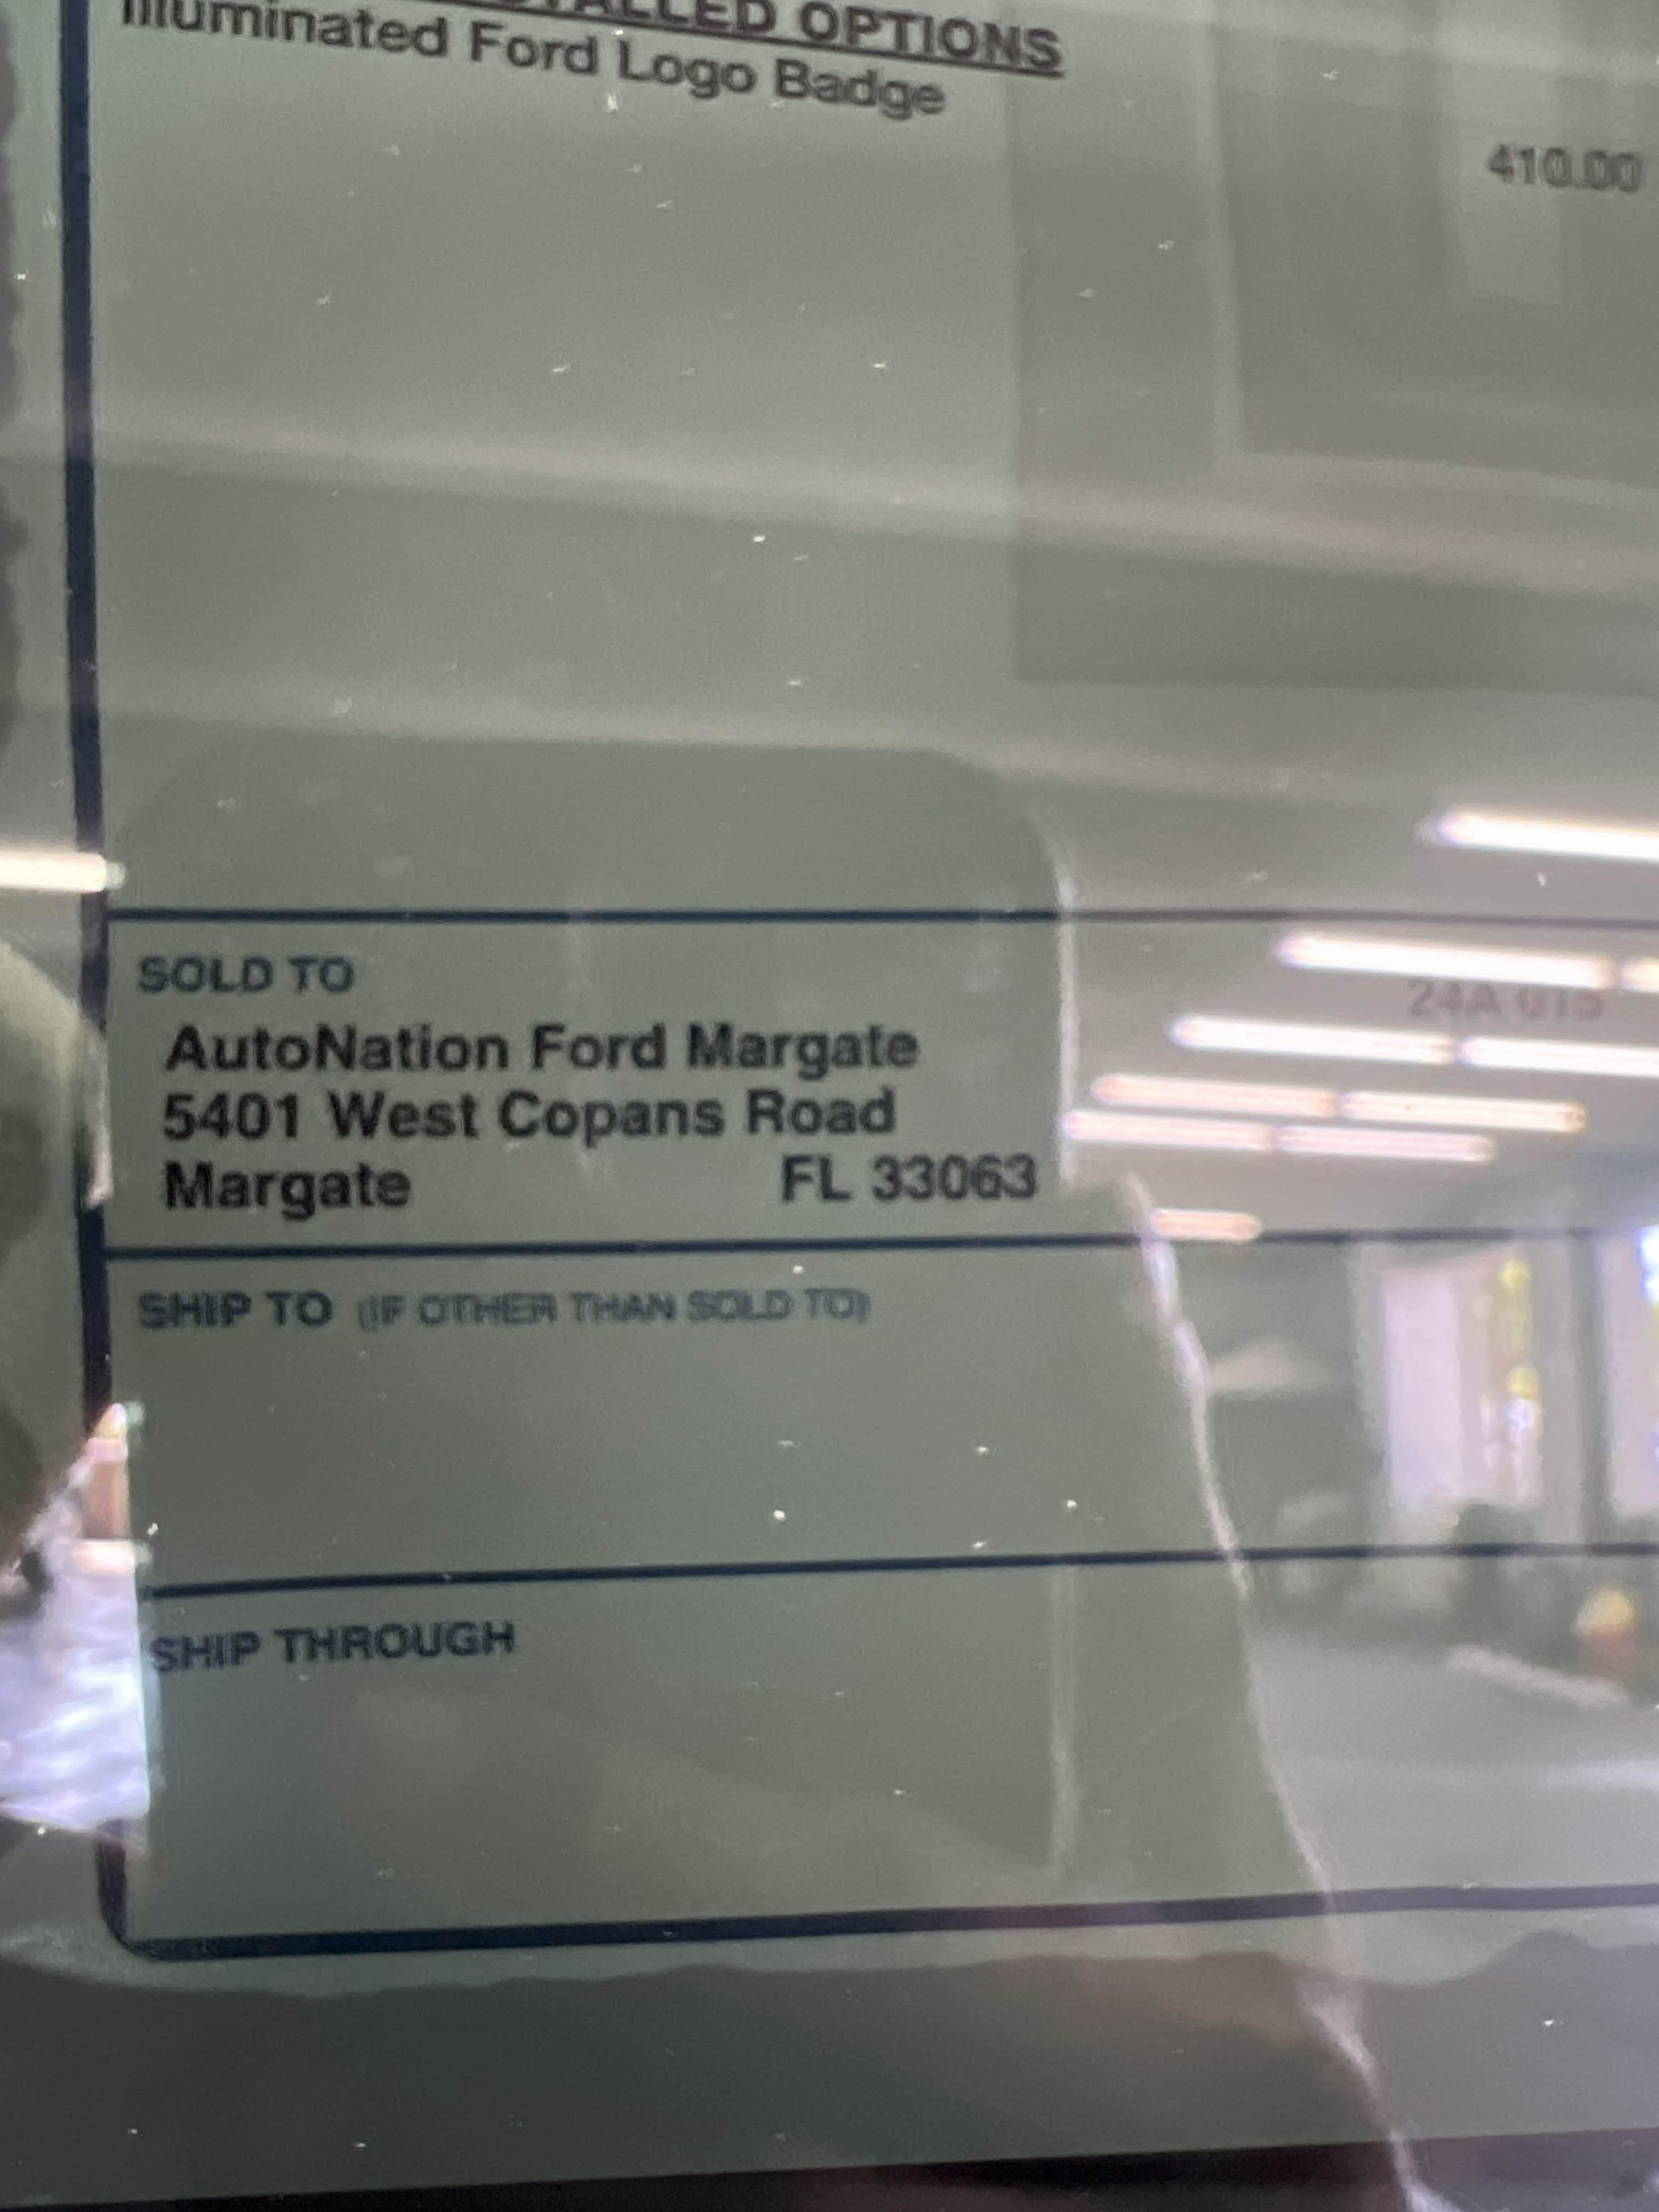 OPTIONS
Illuminated Ford Logo Badge
410.00
SOLD TO
AutoNation Ford Margate
5401 West Copans Road
Margate FL 33063
SHIP TO (IF OTHER THAN SOLD TO)
SHIP THROUGH